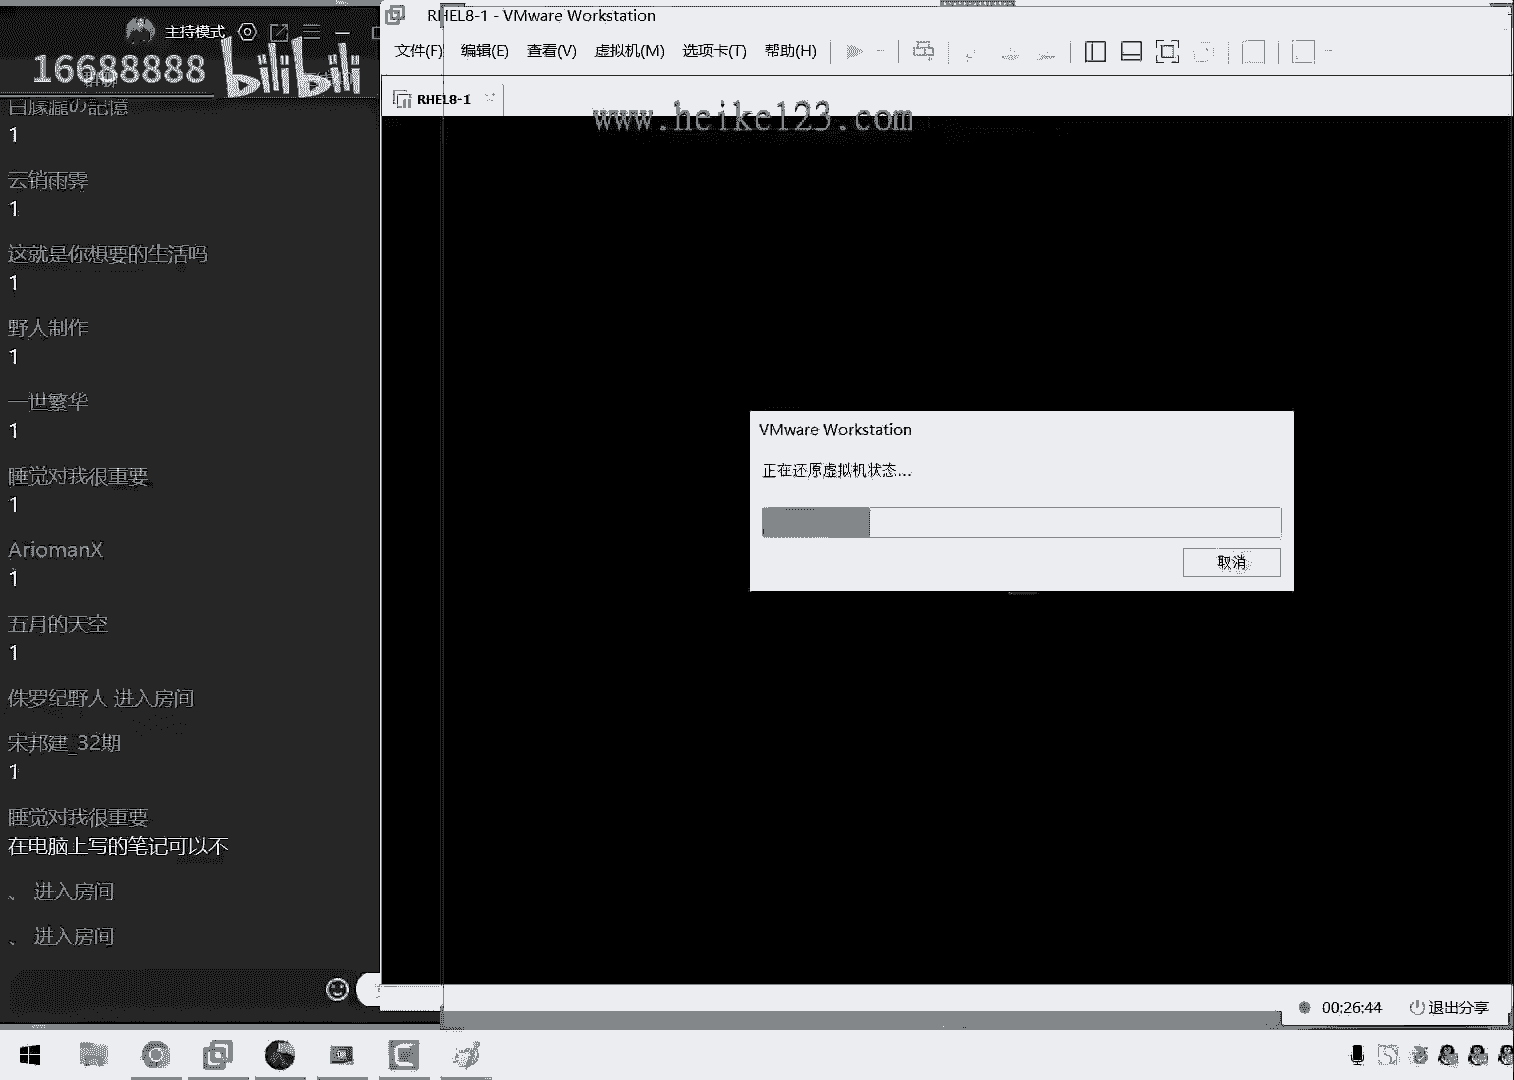 主持模式
16688888
bilibili
日朦胧の記憶
1
云销雨霁
1
这就是你想要的生活吗
1
野人制作
1
一世繁华
1
睡觉对我很重要
1
AriomanX
1
五月的天空
1
侏罗纪野人 进入房间
宋邦建_32期
1
睡觉对我很重要
在电脑上写的笔记可以不
、 进入房间
、 进入房间
RHEL8-1 - VMware Workstation
文件(F) 编辑(E) 查看(V) 虚拟机(M) 选项卡(T) 帮助(H)
RHEL8-1
www.heike123.com
VMware Workstation
正在还原虚拟机状态...
取消
00:26:44 退出分享